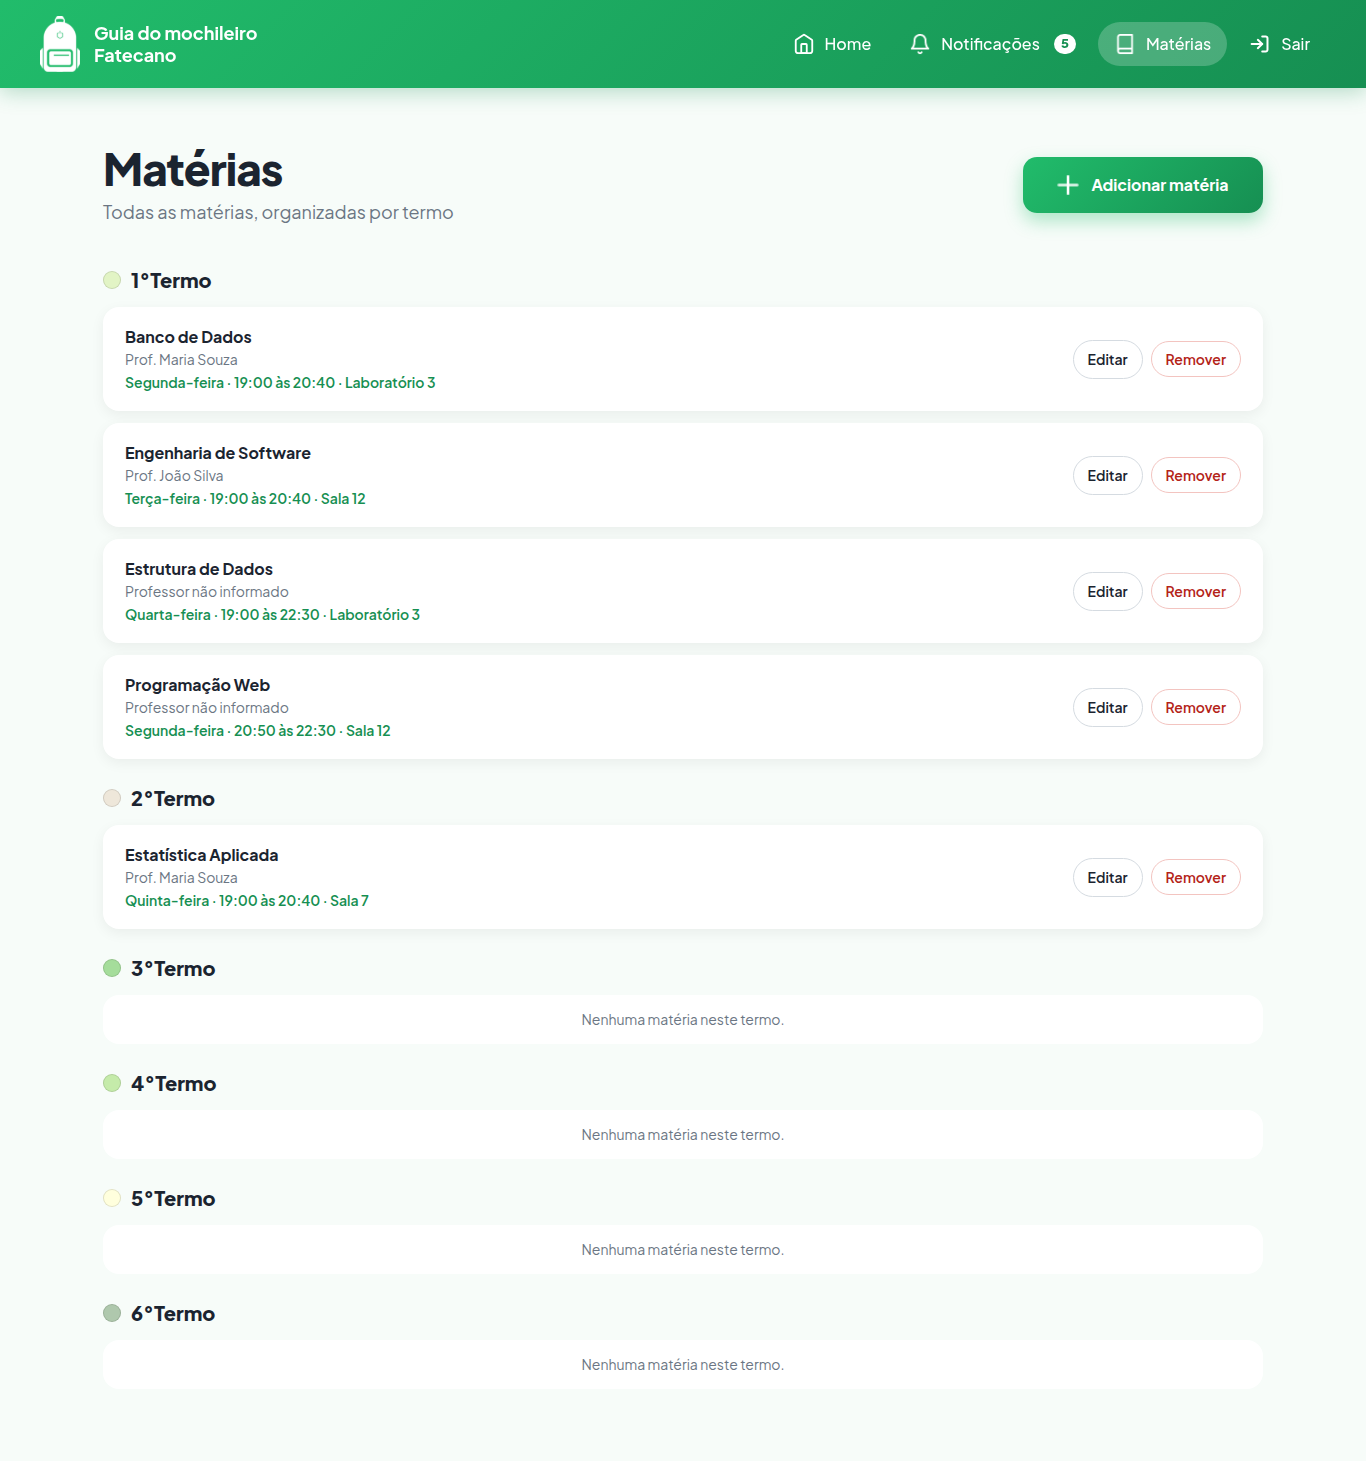 Guia do mochileiro
Fatecano
Home
Notificações 5
Matérias
Sair
Matérias
Todas as matérias, organizadas por termo
Adicionar matéria
1°Termo
Banco de Dados
Prof. Maria Souza
Segunda-feira · 19:00 às 20:40 · Laboratório 3
Editar
Remover
Engenharia de Software
Prof. João Silva
Terça-feira · 19:00 às 20:40 · Sala 12
Editar
Remover
Estrutura de Dados
Professor não informado
Quarta-feira · 19:00 às 22:30 · Laboratório 3
Editar
Remover
Programação Web
Professor não informado
Segunda-feira · 20:50 às 22:30 · Sala 12
Editar
Remover
2°Termo
Estatística Aplicada
Prof. Maria Souza
Quinta-feira · 19:00 às 20:40 · Sala 7
Editar
Remover
3°Termo
Nenhuma matéria neste termo.
4°Termo
Nenhuma matéria neste termo.
5°Termo
Nenhuma matéria neste termo.
6°Termo
Nenhuma matéria neste termo.